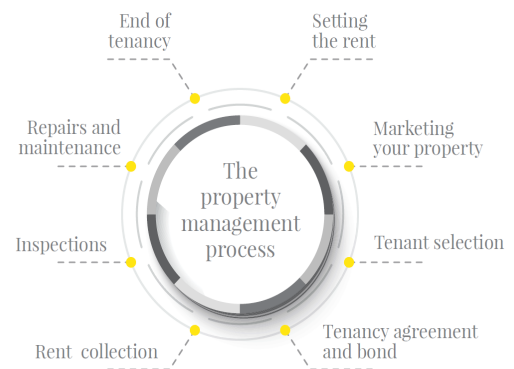 End of
tenancy
Setting
the rent
Repairs and
maintenance
Marketing
your property
The
property
management
process
Inspections
Tenant selection
Rent collection
Tenancy agreement
and bond